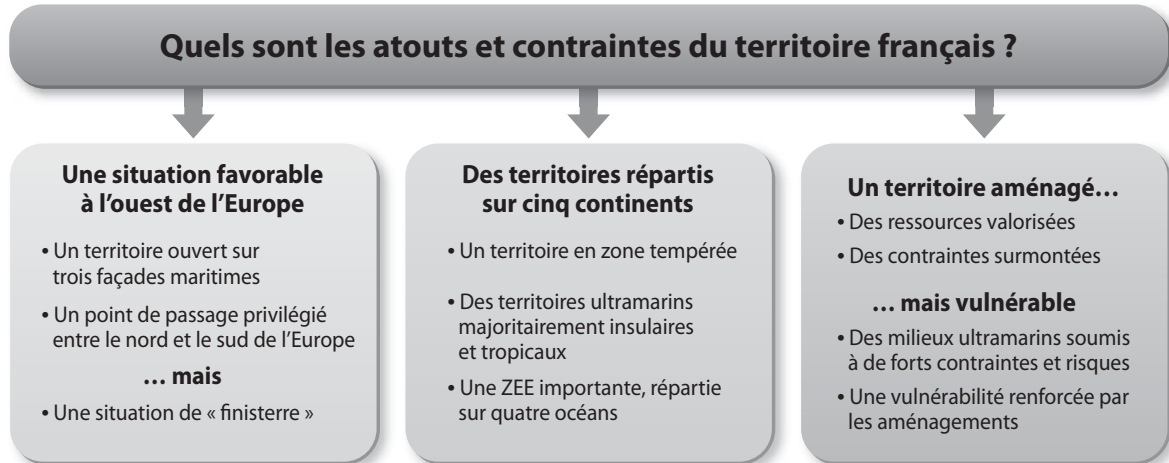 Quels sont les atouts et contraintes du territoire français ?
Une situation favorable
à l’ouest de l’Europe
• Un territoire ouvert sur
trois façades maritimes
• Un point de passage privilégié
entre le nord et le sud de l’Europe
… mais
• Une situation de « finisterre »
Des territoires répartis
sur cinq continents
• Un territoire en zone tempérée
• Des territoires ultramarins
majoritairement insulaires
et tropicaux
• Une ZEE importante, répartie
sur quatre océans
Un territoire aménagé…
• Des ressources valorisées
• Des contraintes surmontées
… mais vulnérable
• Des milieux ultramarins soumis
à de forts contraintes et risques
• Une vulnérabilité renforcée par
les aménagements